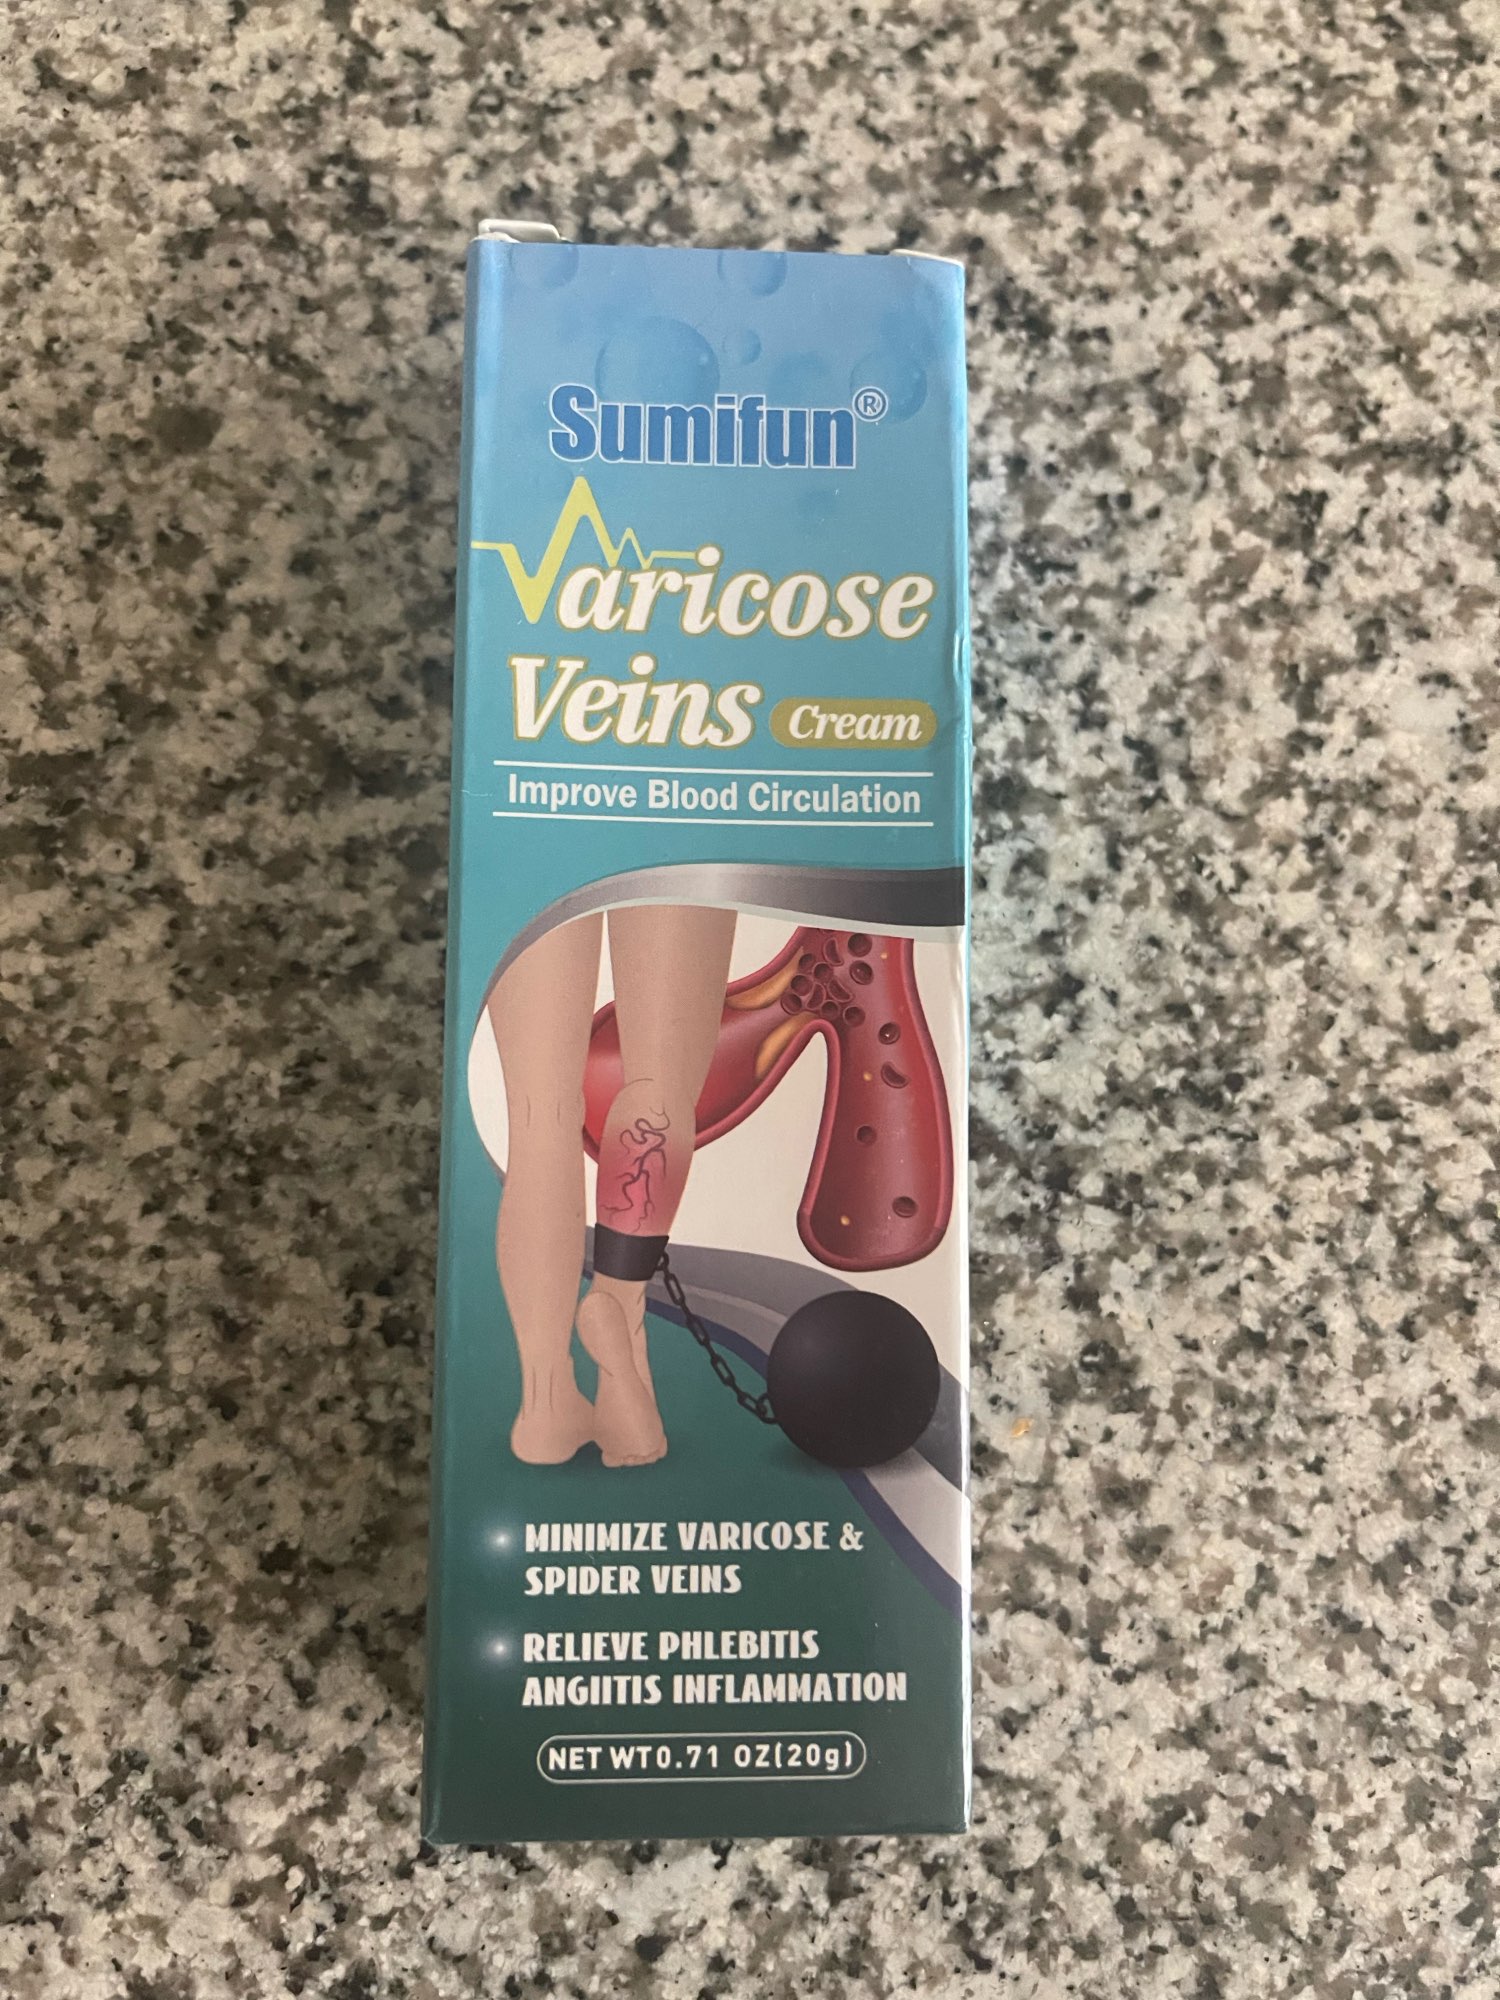 Sumifun®
Varicose
Veins Cream
Improve Blood Circulation
MINIMIZE VARICOSE &
SPIDER VEINS
RELIEVE PHLEBITIS
ANGIITIS INFLAMMATION
NET WT0.71 OZ(20g)